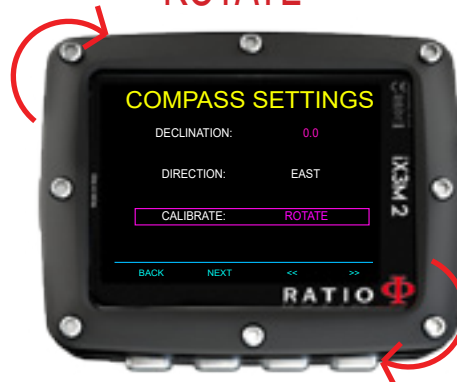 ROTATE
COMPASS SETTINGS
DECLINATION: 0.0
DIRECTION: EAST
CALIBRATE: ROTATE
BACK NEXT << >>
RATIO
iX3M 2